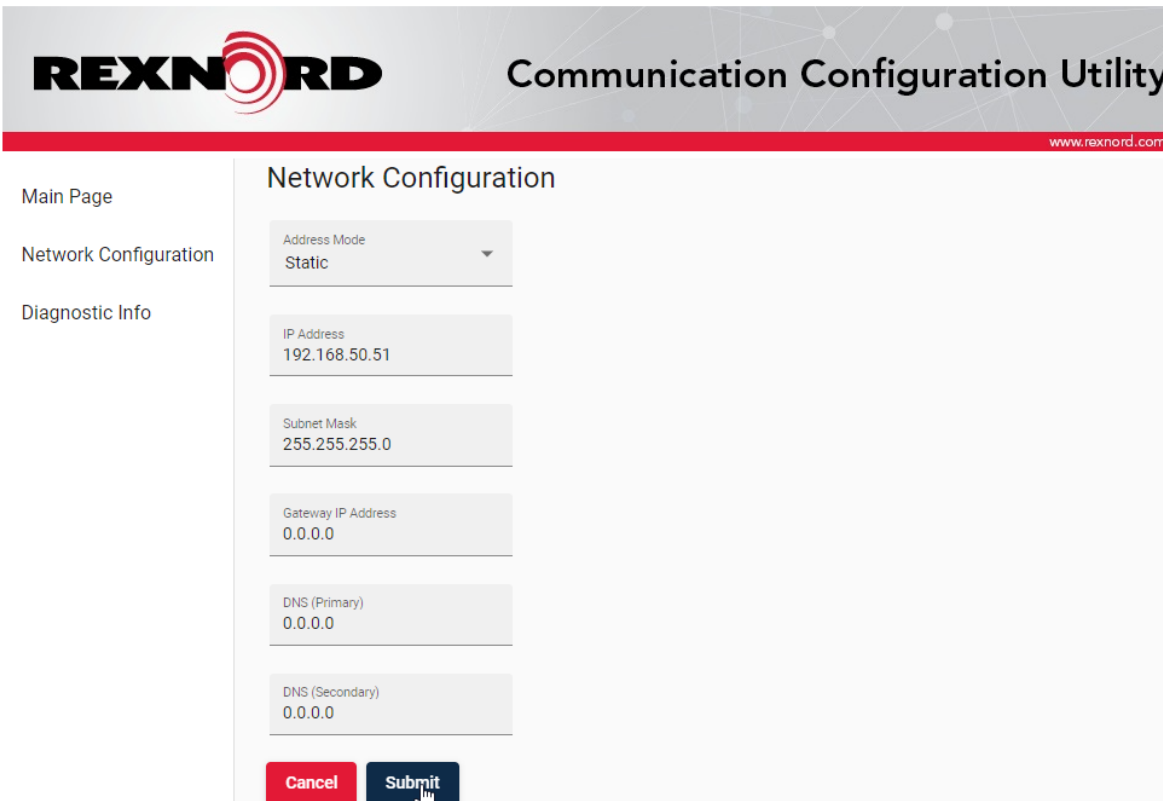 REXNORD
Communication Configuration Utility
www.rexnord.com
Main Page
Network Configuration
Diagnostic Info
Network Configuration
Address Mode
Static
IP Address
192.168.50.51
Subnet Mask
255.255.255.0
Gateway IP Address
0.0.0.0
DNS (Primary)
0.0.0.0
DNS (Secondary)
0.0.0.0
Cancel
Submit